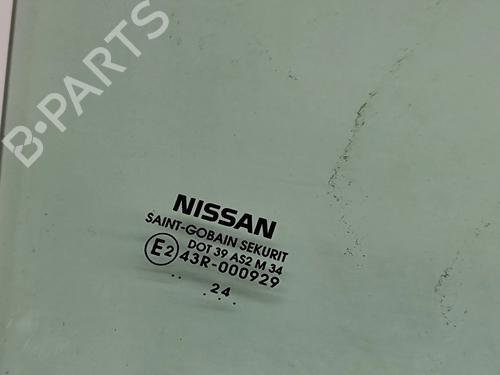 B-PARTS
NISSAN
SAINT-GOBAIN SEKURIT
DOT 39 AS2 M 34
E2 43R-000929
.. 24